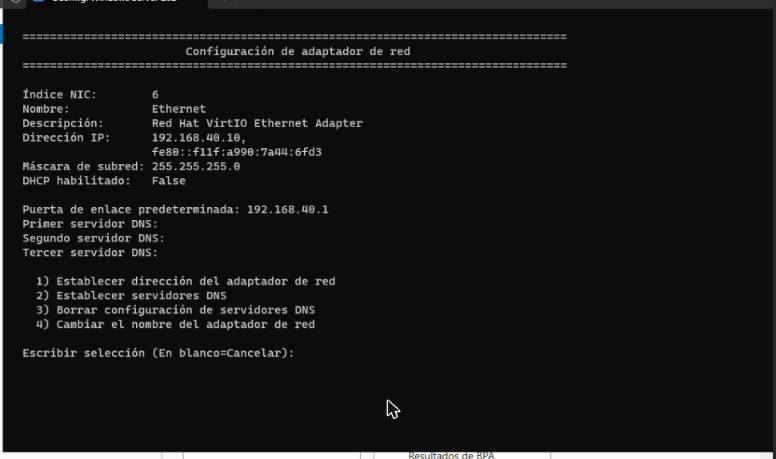 ================================================================================
Configuración de adaptador de red
================================================================================
Índice NIC: 6
Nombre: Ethernet
Descripción: Red Hat VirtIO Ethernet Adapter
Dirección IP: 192.168.40.10,
fe80::f11f:a990:7a44:6fd3
Máscara de subred: 255.255.255.0
DHCP habilitado: False
Puerta de enlace predeterminada: 192.168.40.1
Primer servidor DNS:
Segundo servidor DNS:
Tercer servidor DNS:
1) Establecer dirección del adaptador de red
2) Establecer servidores DNS
3) Borrar configuración de servidores DNS
4) Cambiar el nombre del adaptador de red
Escribir selección (En blanco=Cancelar):
Resultados de BPA